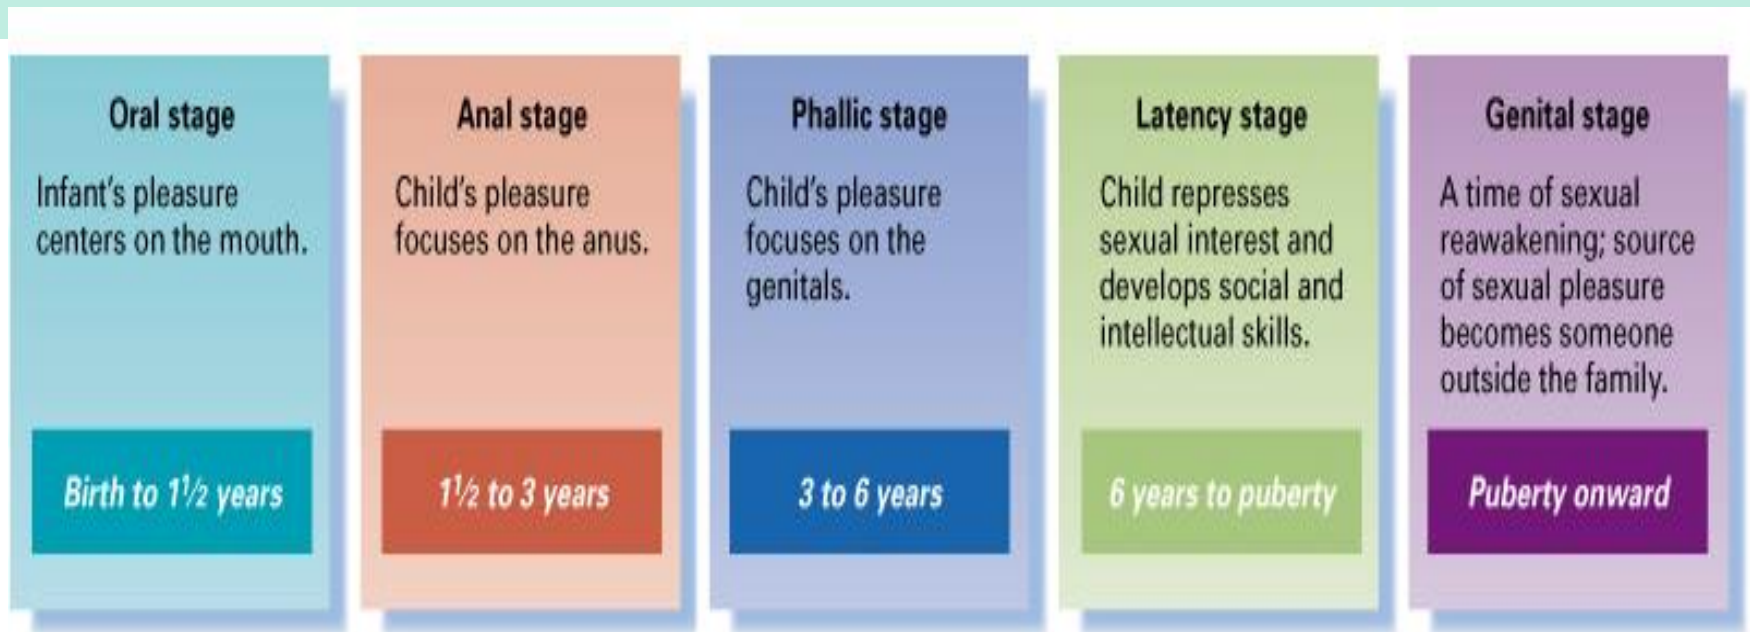 Oral stage
Infant's pleasure
centers on the mouth.
Birth to 1½ years
Anal stage
Child's pleasure
focuses on the anus.
1½ to 3 years
Phallic stage
Child's pleasure
focuses on the
genitals.
3 to 6 years
Latency stage
Child represses
sexual interest and
develops social and
intellectual skills.
6 years to puberty
Genital stage
A time of sexual
reawakening; source
of sexual pleasure
becomes someone
outside the family.
Puberty onward